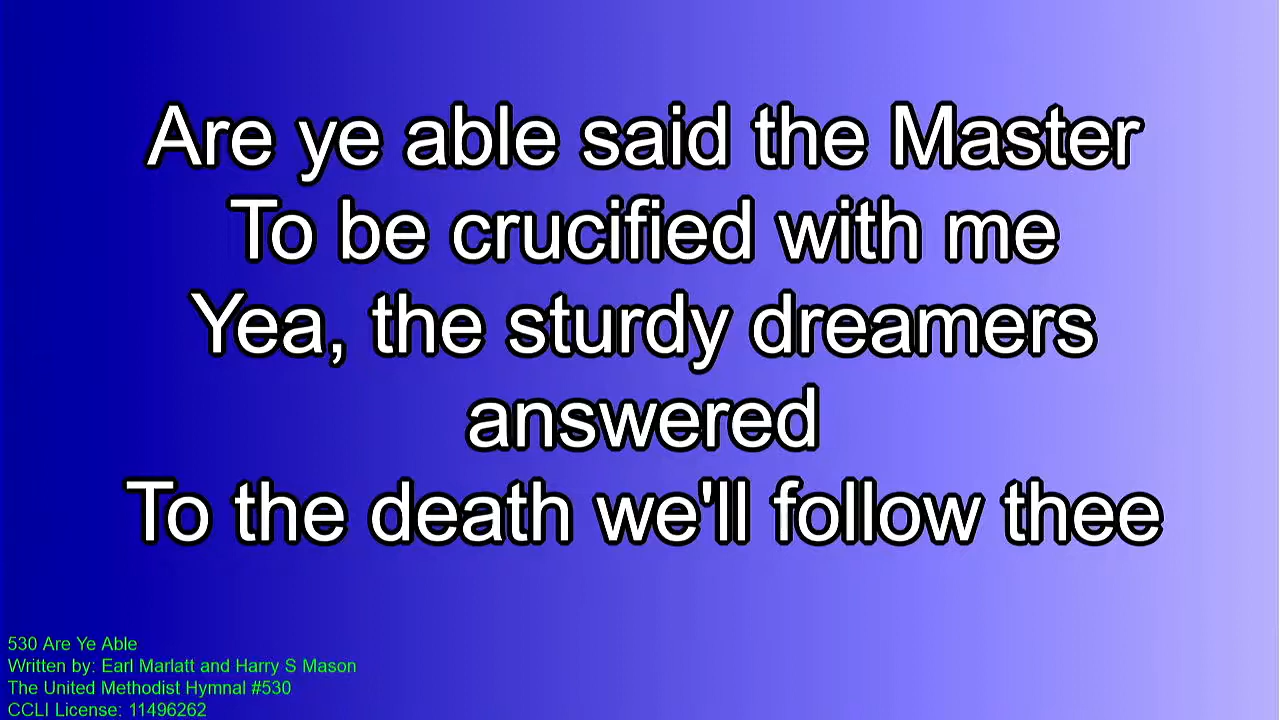 Are ye able said the Master
To be crucified with me
Yea, the sturdy dreamers
answered
To the death we'll follow thee
530 Are Ye Able
Written by: Earl Marlatt and Harry S Mason
The United Methodist Hymnal #530
CCLI License: 11496262